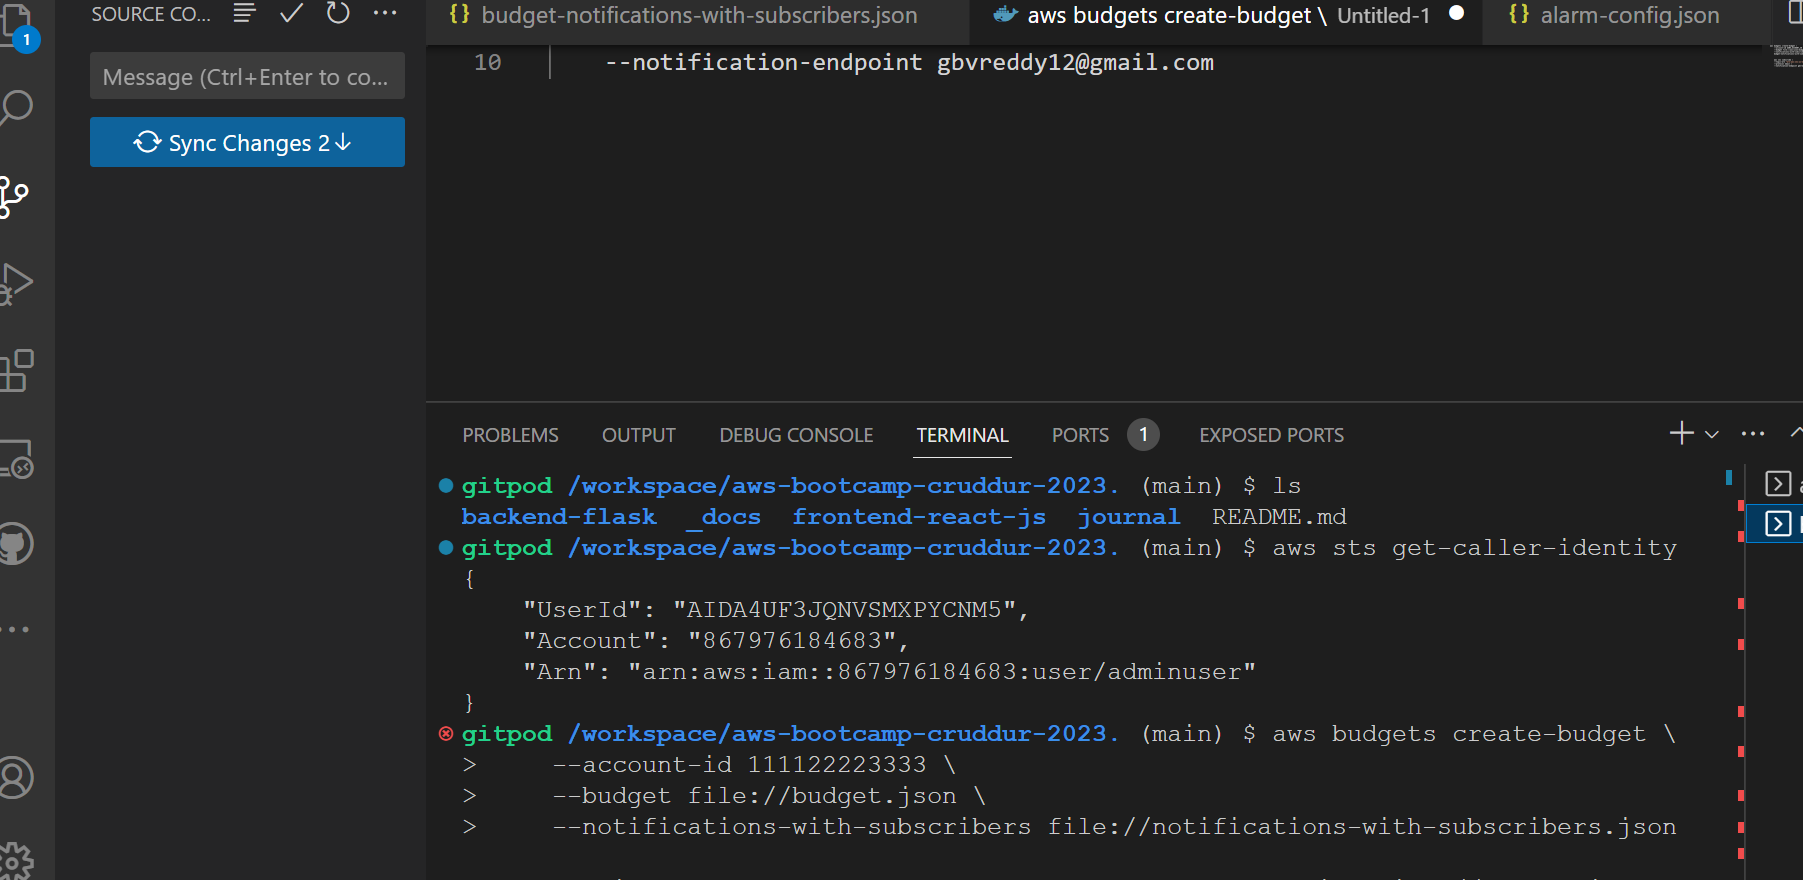 SOURCE CO...
budget-notifications-with-subscribers.json
aws budgets create-budget \ Untitled-1
alarm-config.json
1
Message (Ctrl+Enter to co...
10 --notification-endpoint gbvreddy12@gmail.com
Sync Changes 2↓
PROBLEMS OUTPUT DEBUG CONSOLE TERMINAL PORTS 1 EXPOSED PORTS
gitpod /workspace/aws-bootcamp-cruddur-2023. (main) $ ls
backend-flask _docs frontend-react-js journal README.md
gitpod /workspace/aws-bootcamp-cruddur-2023. (main) $ aws sts get-caller-identity
{
"UserId": "AIDA4UF3JQNVSMXPYCNM5",
"Account": "867976184683",
"Arn": "arn:aws:iam::867976184683:user/adminuser"
}
gitpod /workspace/aws-bootcamp-cruddur-2023. (main) $ aws budgets create-budget \
> --account-id 111122223333 \
> --budget file://budget.json \
> --notifications-with-subscribers file://notifications-with-subscribers.json